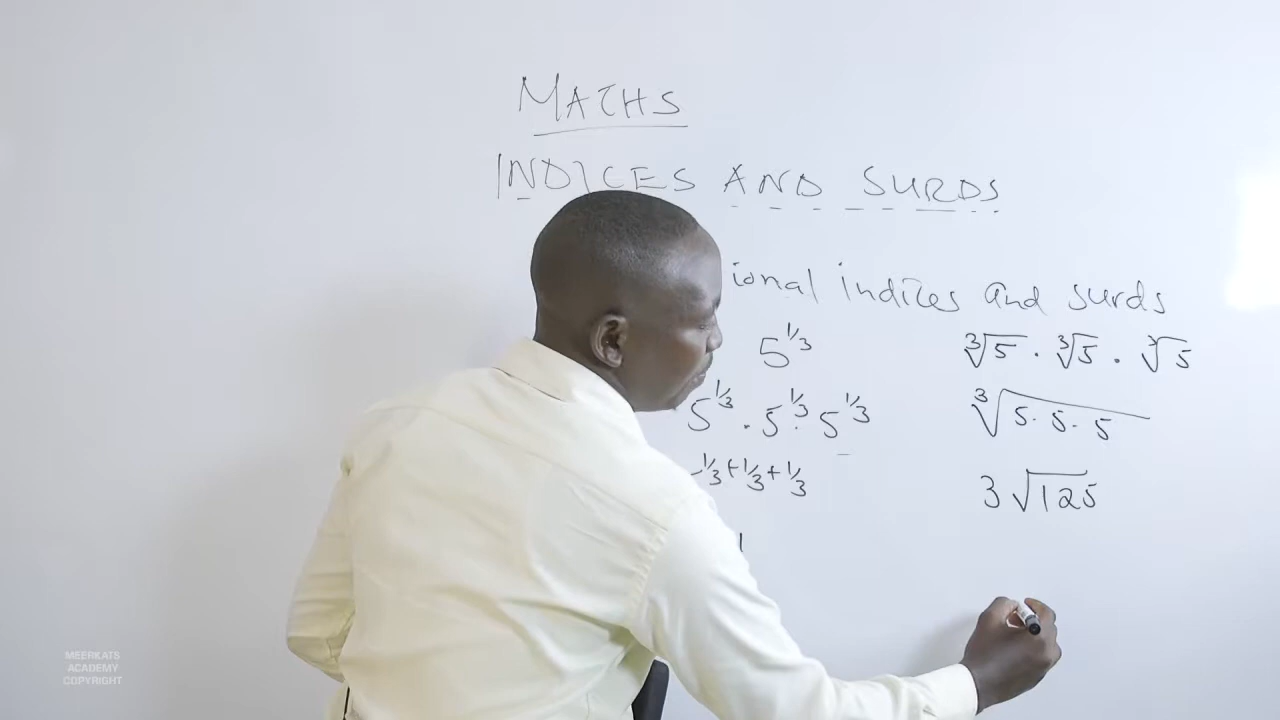 MATHS
INDICES AND SURDS
ional indices and surds
5^{1/3}
∛5 . ∛5 . ∛5
5^{1/3} . 5^{1/3} . 5^{1/3}
∛5. 5. 5
1/3 + 1/3 + 1/3
3√125
1
MEERKATS
ACADEMY
COPYRIGHT